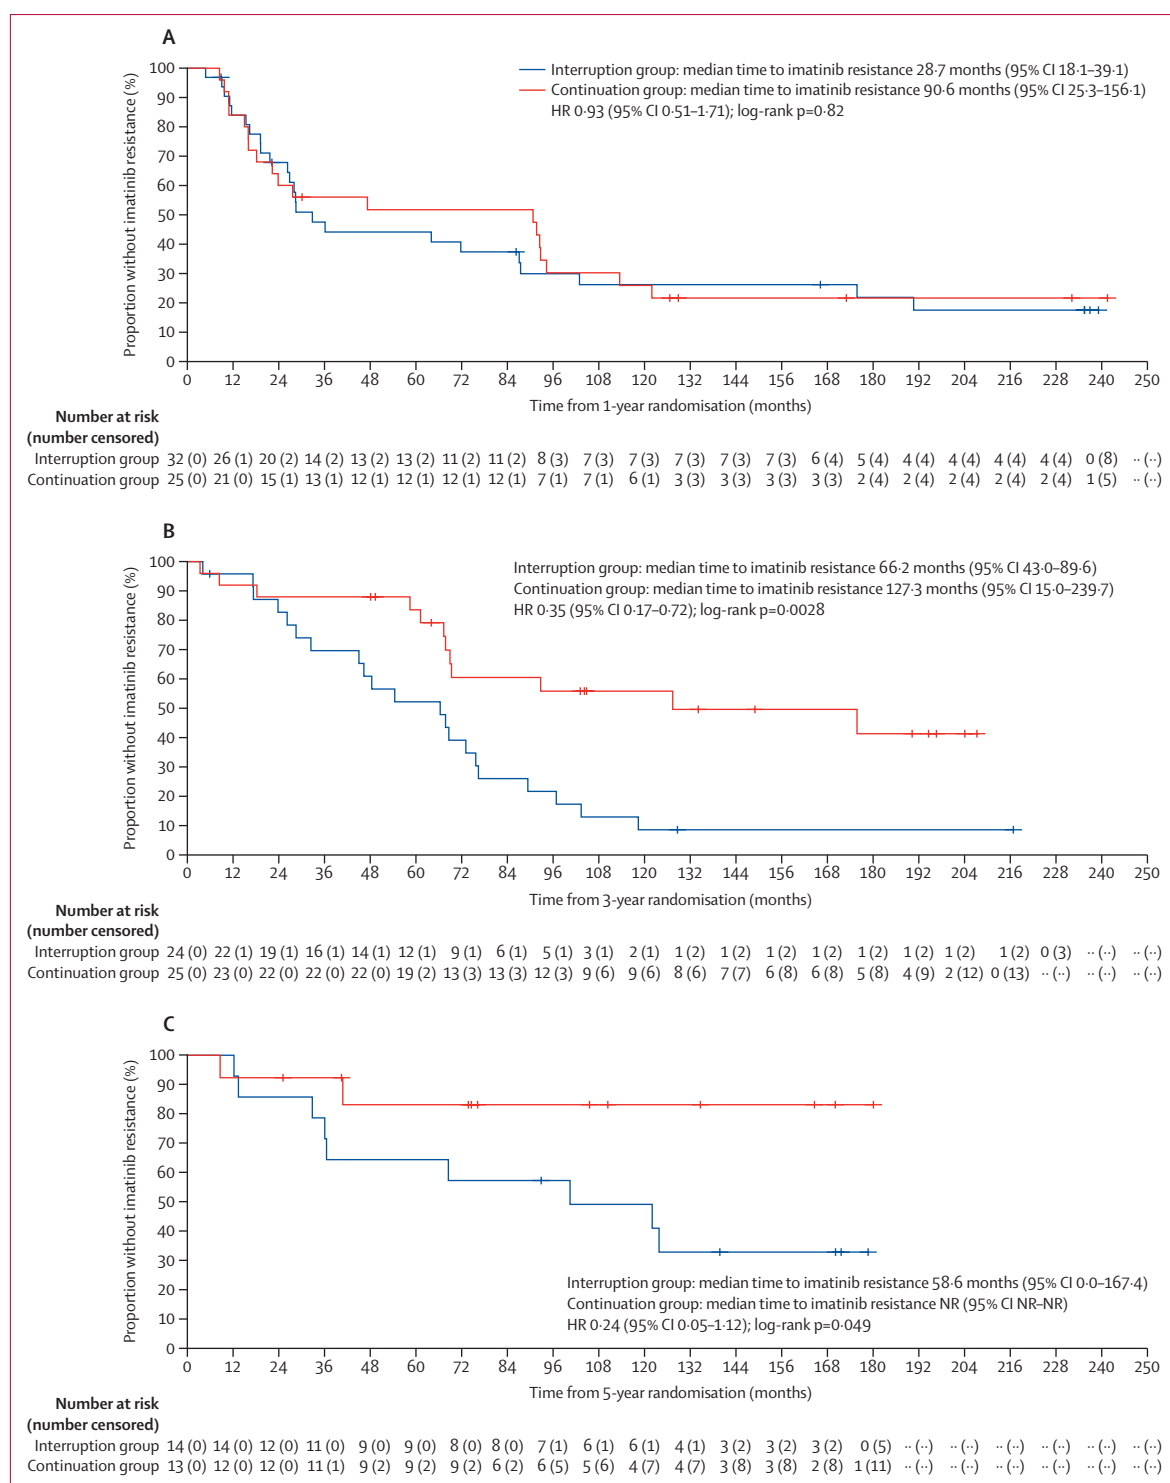 A
100
90
80
70
60
50
40
30
20
10
0
Proportion without imatinib resistance (%)
Interruption group: median time to imatinib resistance 28·7 months (95% CI 18·1–39·1)
Continuation group: median time to imatinib resistance 90·6 months (95% CI 25·3–156·1)
HR 0·93 (95% CI 0·51–1·71); log-rank p=0·82
0 12 24 36 48 60 72 84 96 108 120 132 144 156 168 180 192 204 216 228 240 250
Time from 1-year randomisation (months)
Number at risk
(number censored)
Interruption group 32 (0) 26 (1) 20 (2) 14 (2) 13 (2) 13 (2) 11 (2) 11 (2) 8 (3) 7 (3) 7 (3) 7 (3) 7 (3) 7 (3) 6 (4) 5 (4) 4 (4) 4 (4) 4 (4) 4 (4) 0 (8) ·· (··)
Continuation group 25 (0) 21 (0) 15 (1) 13 (1) 12 (1) 12 (1) 12 (1) 12 (1) 7 (1) 7 (1) 6 (1) 3 (3) 3 (3) 3 (3) 3 (3) 2 (4) 2 (4) 2 (4) 2 (4) 2 (4) 1 (5) ·· (··)
B
100
90
80
70
60
50
40
30
20
10
0
Proportion without imatinib resistance (%)
Interruption group: median time to imatinib resistance 66·2 months (95% CI 43·0–89·6)
Continuation group: median time to imatinib resistance 127·3 months (95% CI 15·0–239·7)
HR 0·35 (95% CI 0·17–0·72); log-rank p=0·0028
0 12 24 36 48 60 72 84 96 108 120 132 144 156 168 180 192 204 216 228 240 250
Time from 3-year randomisation (months)
Number at risk
(number censored)
Interruption group 24 (0) 22 (1) 19 (1) 16 (1) 14 (1) 12 (1) 9 (1) 6 (1) 5 (1) 3 (1) 2 (1) 1 (2) 1 (2) 1 (2) 1 (2) 1 (2) 1 (2) 1 (2) 1 (2) 0 (3) ·· (··) ·· (··)
Continuation group 25 (0) 23 (0) 22 (0) 22 (0) 22 (0) 19 (2) 13 (3) 13 (3) 12 (3) 9 (6) 9 (6) 8 (6) 7 (7) 6 (8) 6 (8) 5 (8) 4 (9) 2 (12) 0 (13) ·· (··) ·· (··) ·· (··)
C
100
90
80
70
60
50
40
30
20
10
0
Proportion without imatinib resistance (%)
Interruption group: median time to imatinib resistance 58·6 months (95% CI 0·0–167·4)
Continuation group: median time to imatinib resistance NR (95% CI NR–NR)
HR 0·24 (95% CI 0·05–1·12); log-rank p=0·049
0 12 24 36 48 60 72 84 96 108 120 132 144 156 168 180 192 204 216 228 240 250
Time from 5-year randomisation (months)
Number at risk
(number censored)
Interruption group 14 (0) 14 (0) 12 (0) 11 (0) 9 (0) 9 (0) 8 (0) 8 (0) 7 (1) 6 (1) 6 (1) 4 (1) 3 (2) 3 (2) 3 (2) 0 (5) ·· (··) ·· (··) ·· (··) ·· (··) ·· (··) ·· (··)
Continuation group 13 (0) 12 (0) 12 (0) 11 (1) 9 (2) 9 (2) 9 (2) 6 (2) 6 (5) 5 (6) 4 (7) 4 (7) 3 (8) 3 (8) 2 (8) 1 (11) ·· (··) ·· (··) ·· (··) ·· (··) ·· (··) ·· (··)